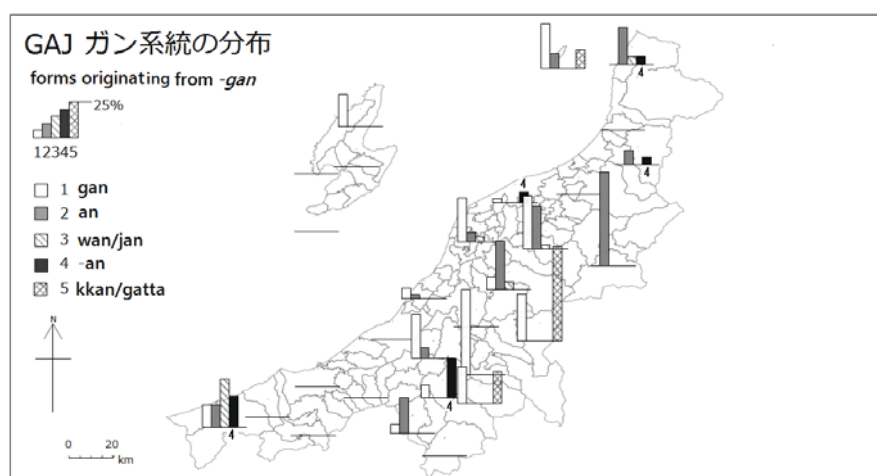 GAJ ガン系統の分布
forms originating from -gan
25%
12345
1 gan
2 an
3 wan/jan
4 -an
5 kkan/gatta
N
0 20
km
4
4
4
4
4